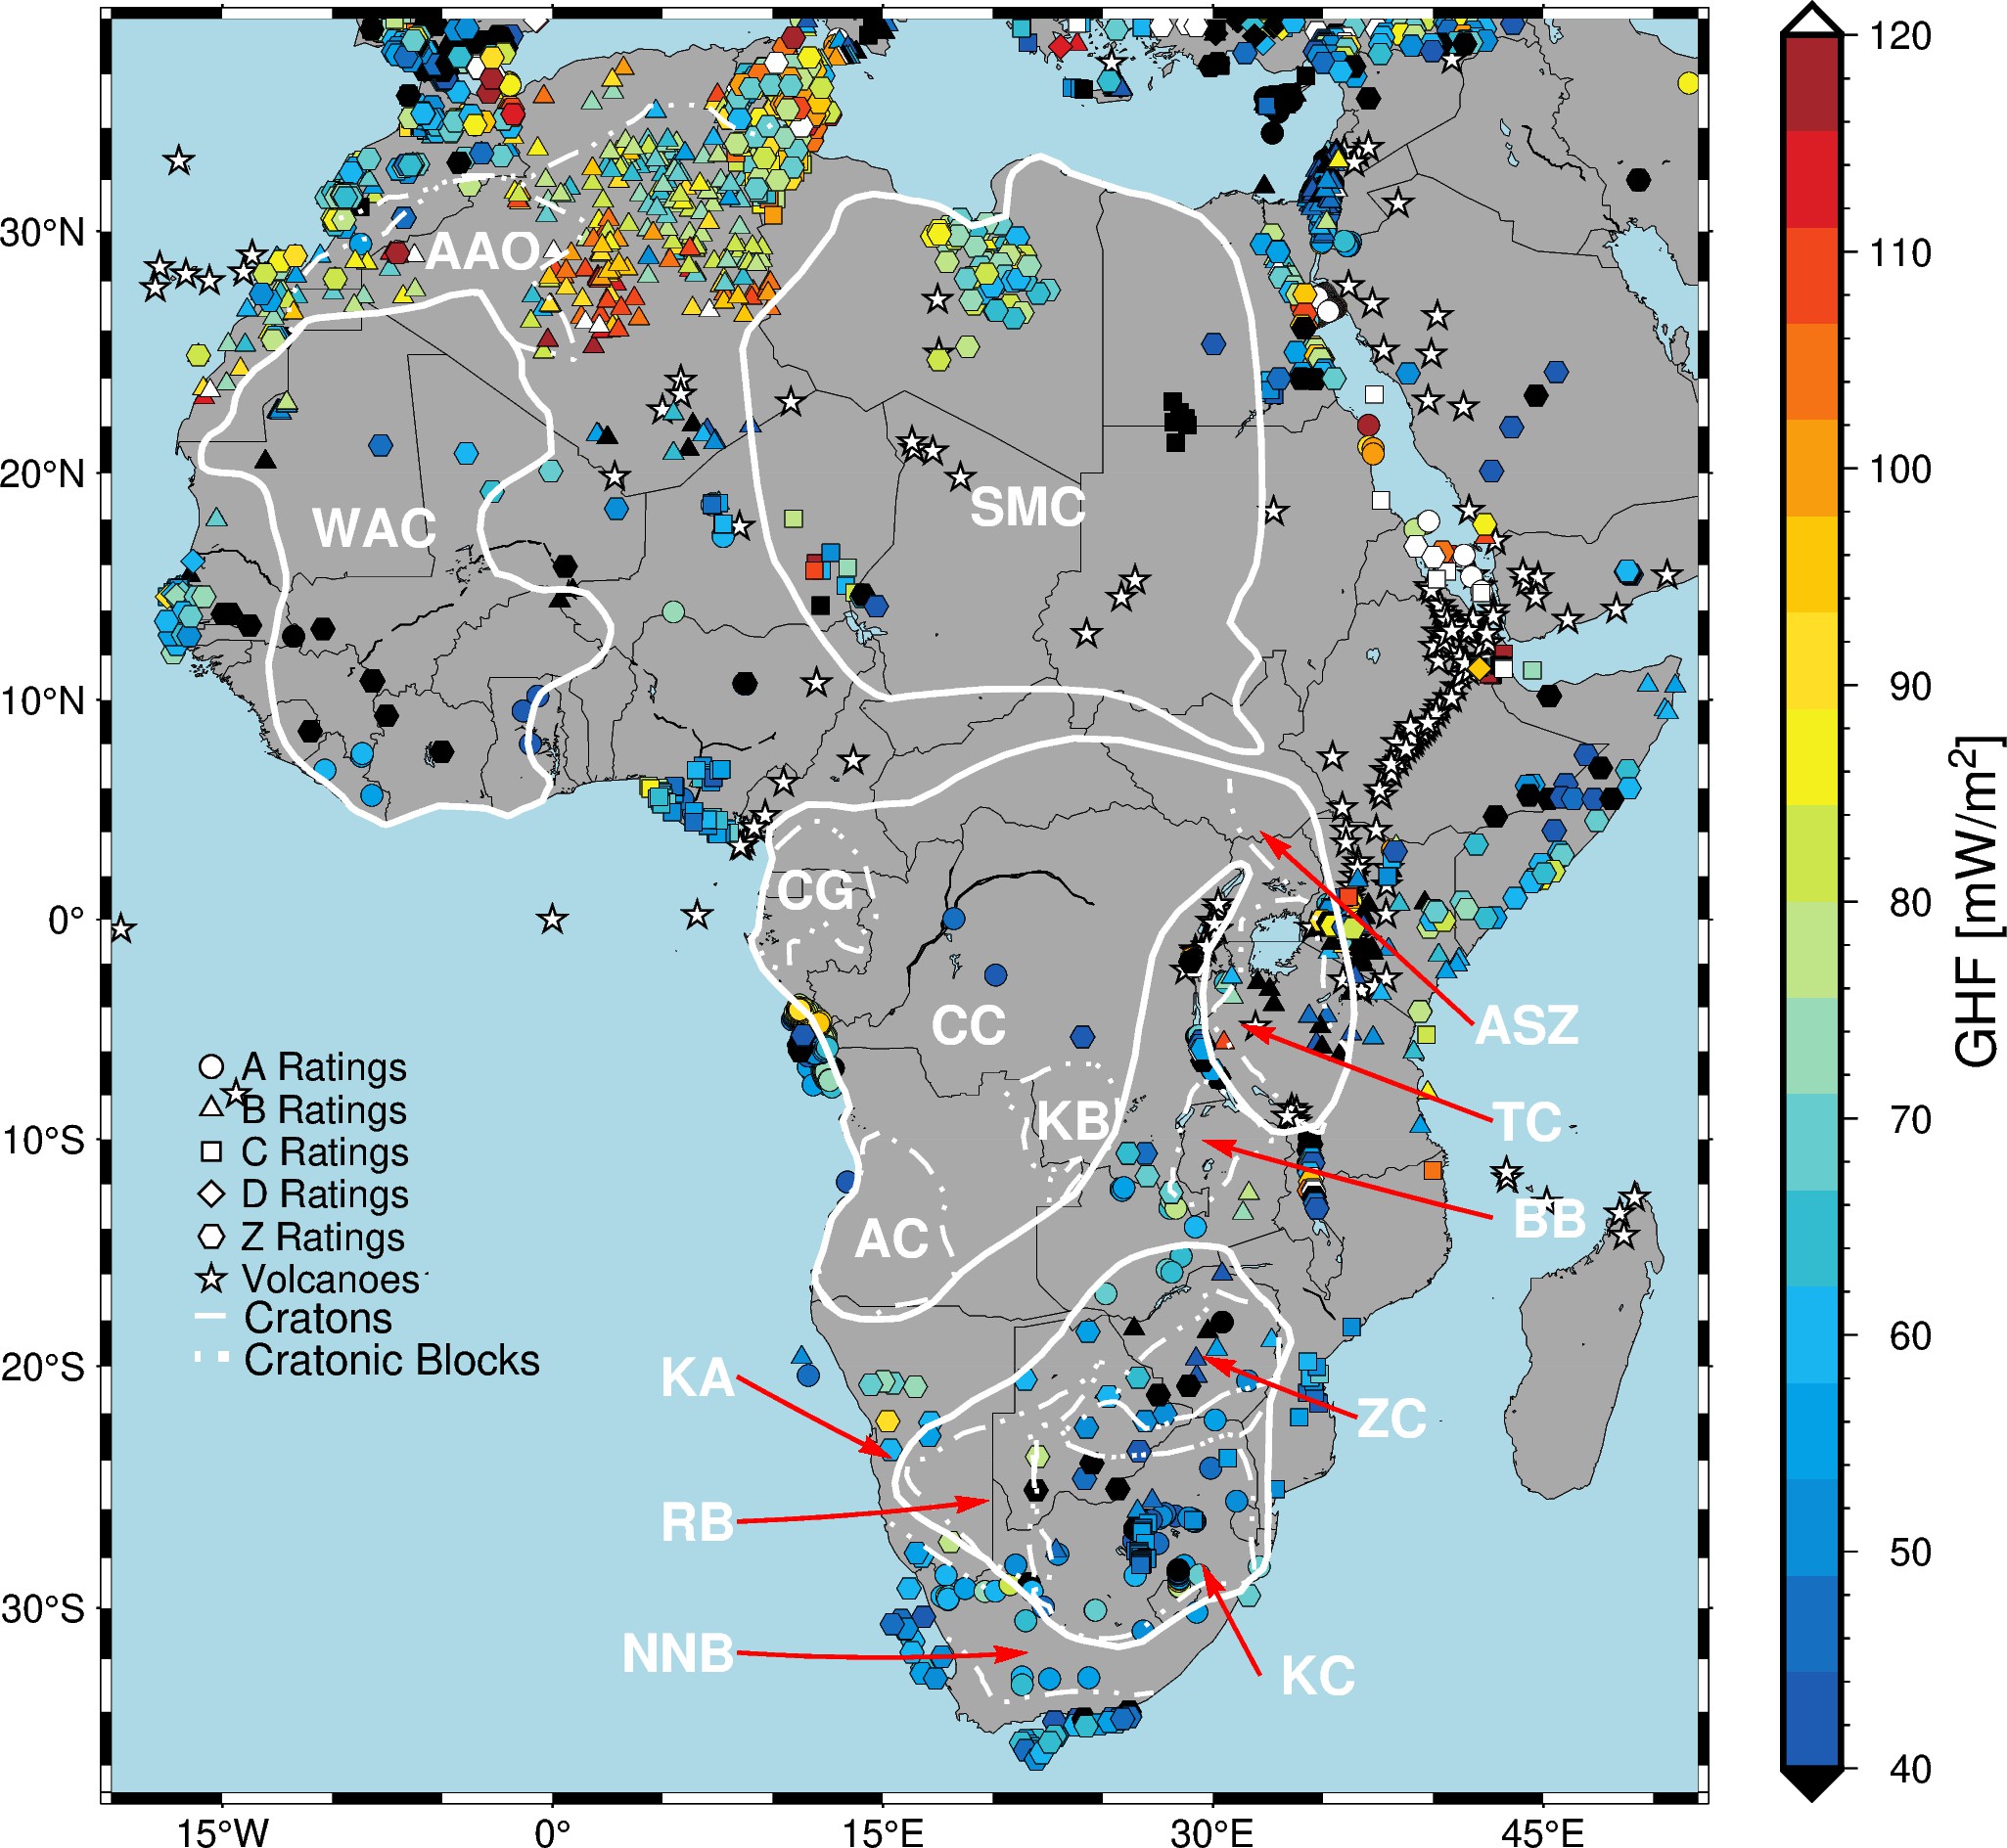 120
110
100
90
80
70
60
50
40
GHF [mW/m2]
30°N
20°N
10°N
0°
10°S
20°S
30°S
15°W
0°
15°E
30°E
45°E
AAO
WAC
SMC
CG
CC
ASZ
KB
TC
BB
AC
KA
ZC
RB
NNB
KC
A Ratings
B Ratings
C Ratings
D Ratings
Z Ratings
Volcanoes
Cratons
Cratonic Blocks